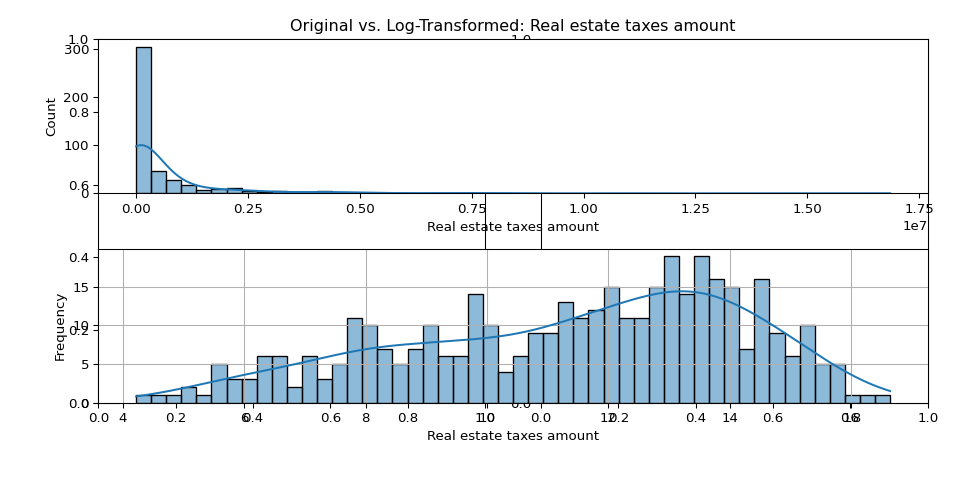 Original vs. Log-Transformed: Real estate taxes amount
1.0 1.0
300
200
0.8
100
0.6
0
Count
0.00 0.25 0.50 0.75 1.00 1.25 1.50 1.75
1e7
Real estate taxes amount
0.4
15
10
0.2
5
0.0 0.0
Frequency
0.0 4 0.2 6 0.4 0.6 8 0.8 10 1.0 0.0 12 0.2 0.4 14 0.6 16 0.8 1.0
Real estate taxes amount